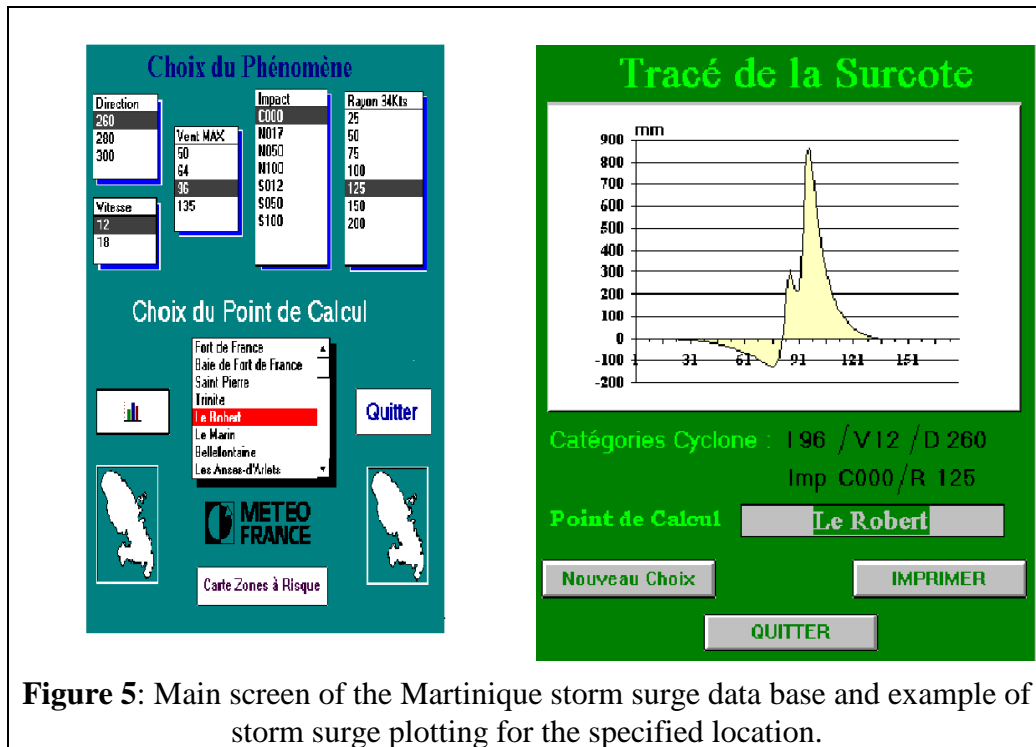 Choix du Phénomène
Direction
260
280
300
Vitesse
12
18
Vent MAX
50
64
96
135
Impact
C000
N017
N050
N100
S012
S050
S100
Rayon 34Kts
25
50
75
100
125
150
200
Choix du Point de Calcul
Fort de France
Baie de Fort de France
Saint Pierre
Trinite
Le Robert
Le Marin
Bellefontaine
Les Anses-d'Arlets
Quitter
METEO
FRANCE
Carte Zones à Risque
Tracé de la Surcote
mm
900
800
700
600
500
400
300
200
100
0
-100
-200
1 31 61 91 121 151
Catégories Cyclone : I 96 / V 12 / D 260
Imp C000/R 125
Point de Calcul Le Robert
Nouveau Choix IMPRIMER
QUITTER
Figure 5: Main screen of the Martinique storm surge data base and example of
storm surge plotting for the specified location.